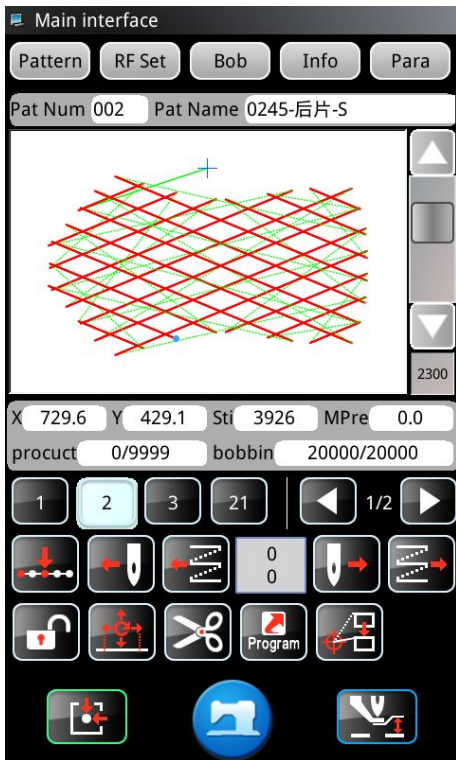 Main interface
Pattern RF Set Bob Info Para
Pat Num 002 Pat Name 0245-后片-S
2300
X 729.6 Y 429.1 Sti 3926 MPre 0.0
procuct 0/9999 bobbin 20000/20000
1 2 3 21 1/2
0
0
Program